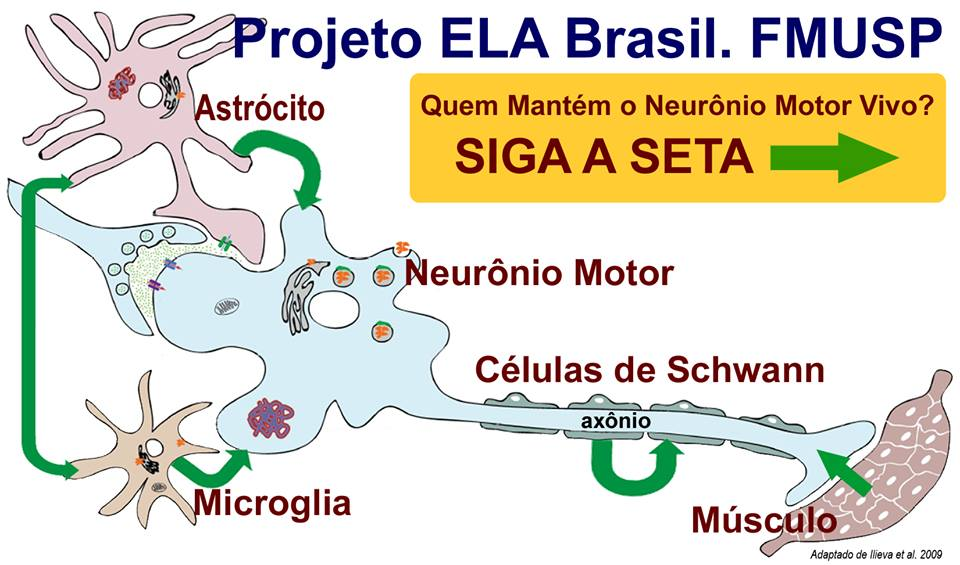 Projeto ELA Brasil. FMUSP
Quem Mantém o Neurônio Motor Vivo?
SIGA A SETA
Astrócito
Neurônio Motor
Células de Schwann
axônio
Microglia
Músculo
Adaptado de Ilieva et al. 2009